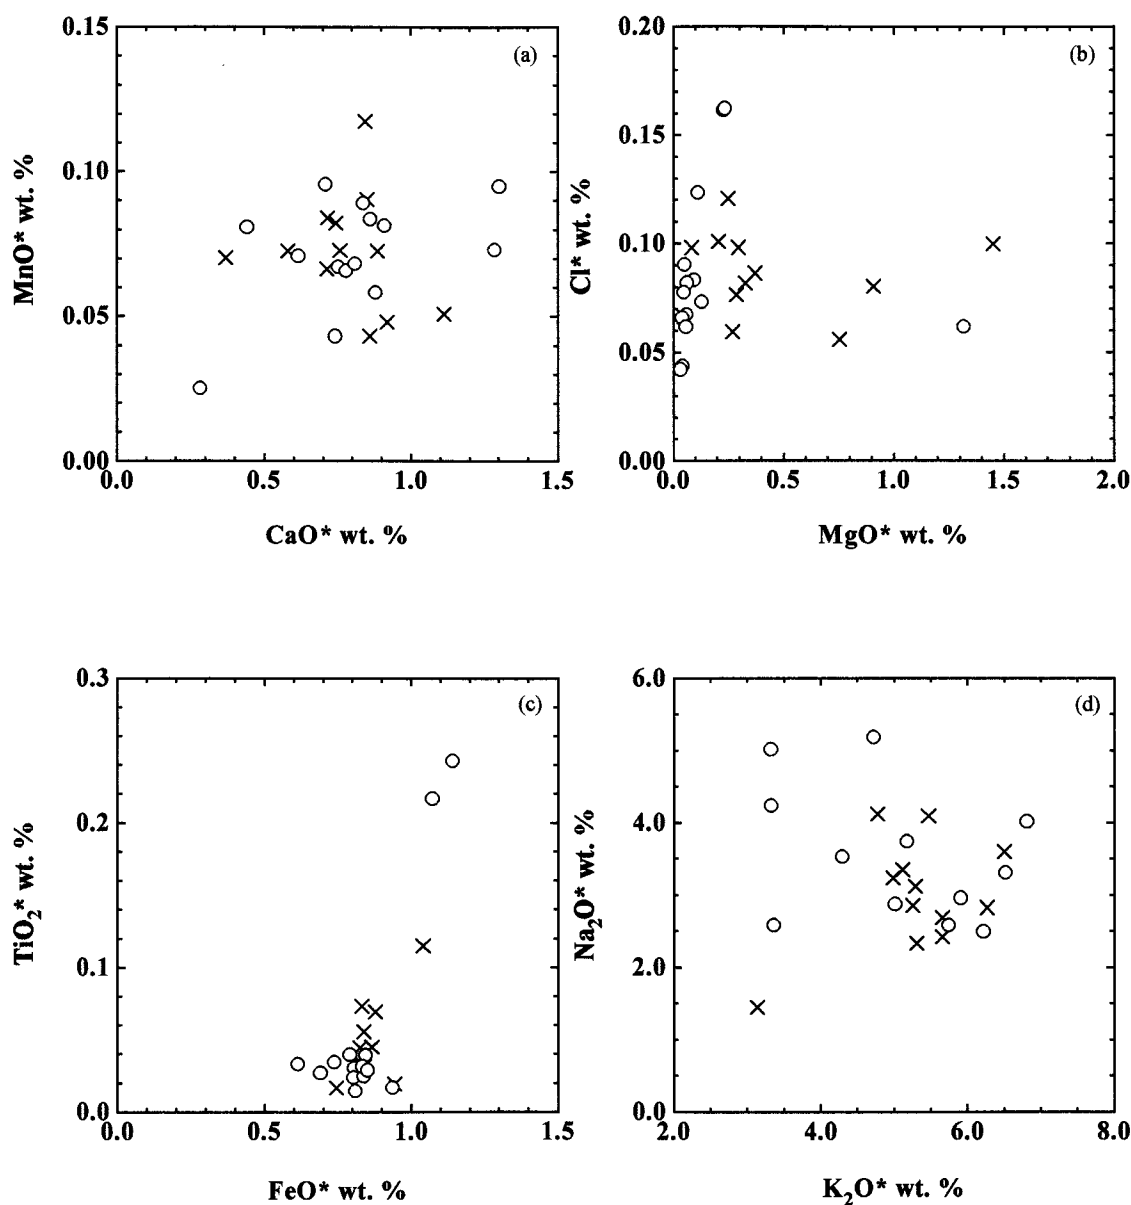 0.15
(a)
0.10
0.05
0.00
0.0 0.5 1.0 1.5
MnO* wt. %
CaO* wt. %
0.20
(b)
0.15
0.10
0.05
0.00
0.0 0.5 1.0 1.5 2.0
Cl* wt. %
MgO* wt. %
0.3
(c)
0.2
0.1
0.0
0.0 0.5 1.0 1.5
TiO₂* wt. %
FeO* wt. %
6.0
(d)
4.0
2.0
0.0
2.0 4.0 6.0 8.0
Na₂O* wt. %
K₂O* wt. %